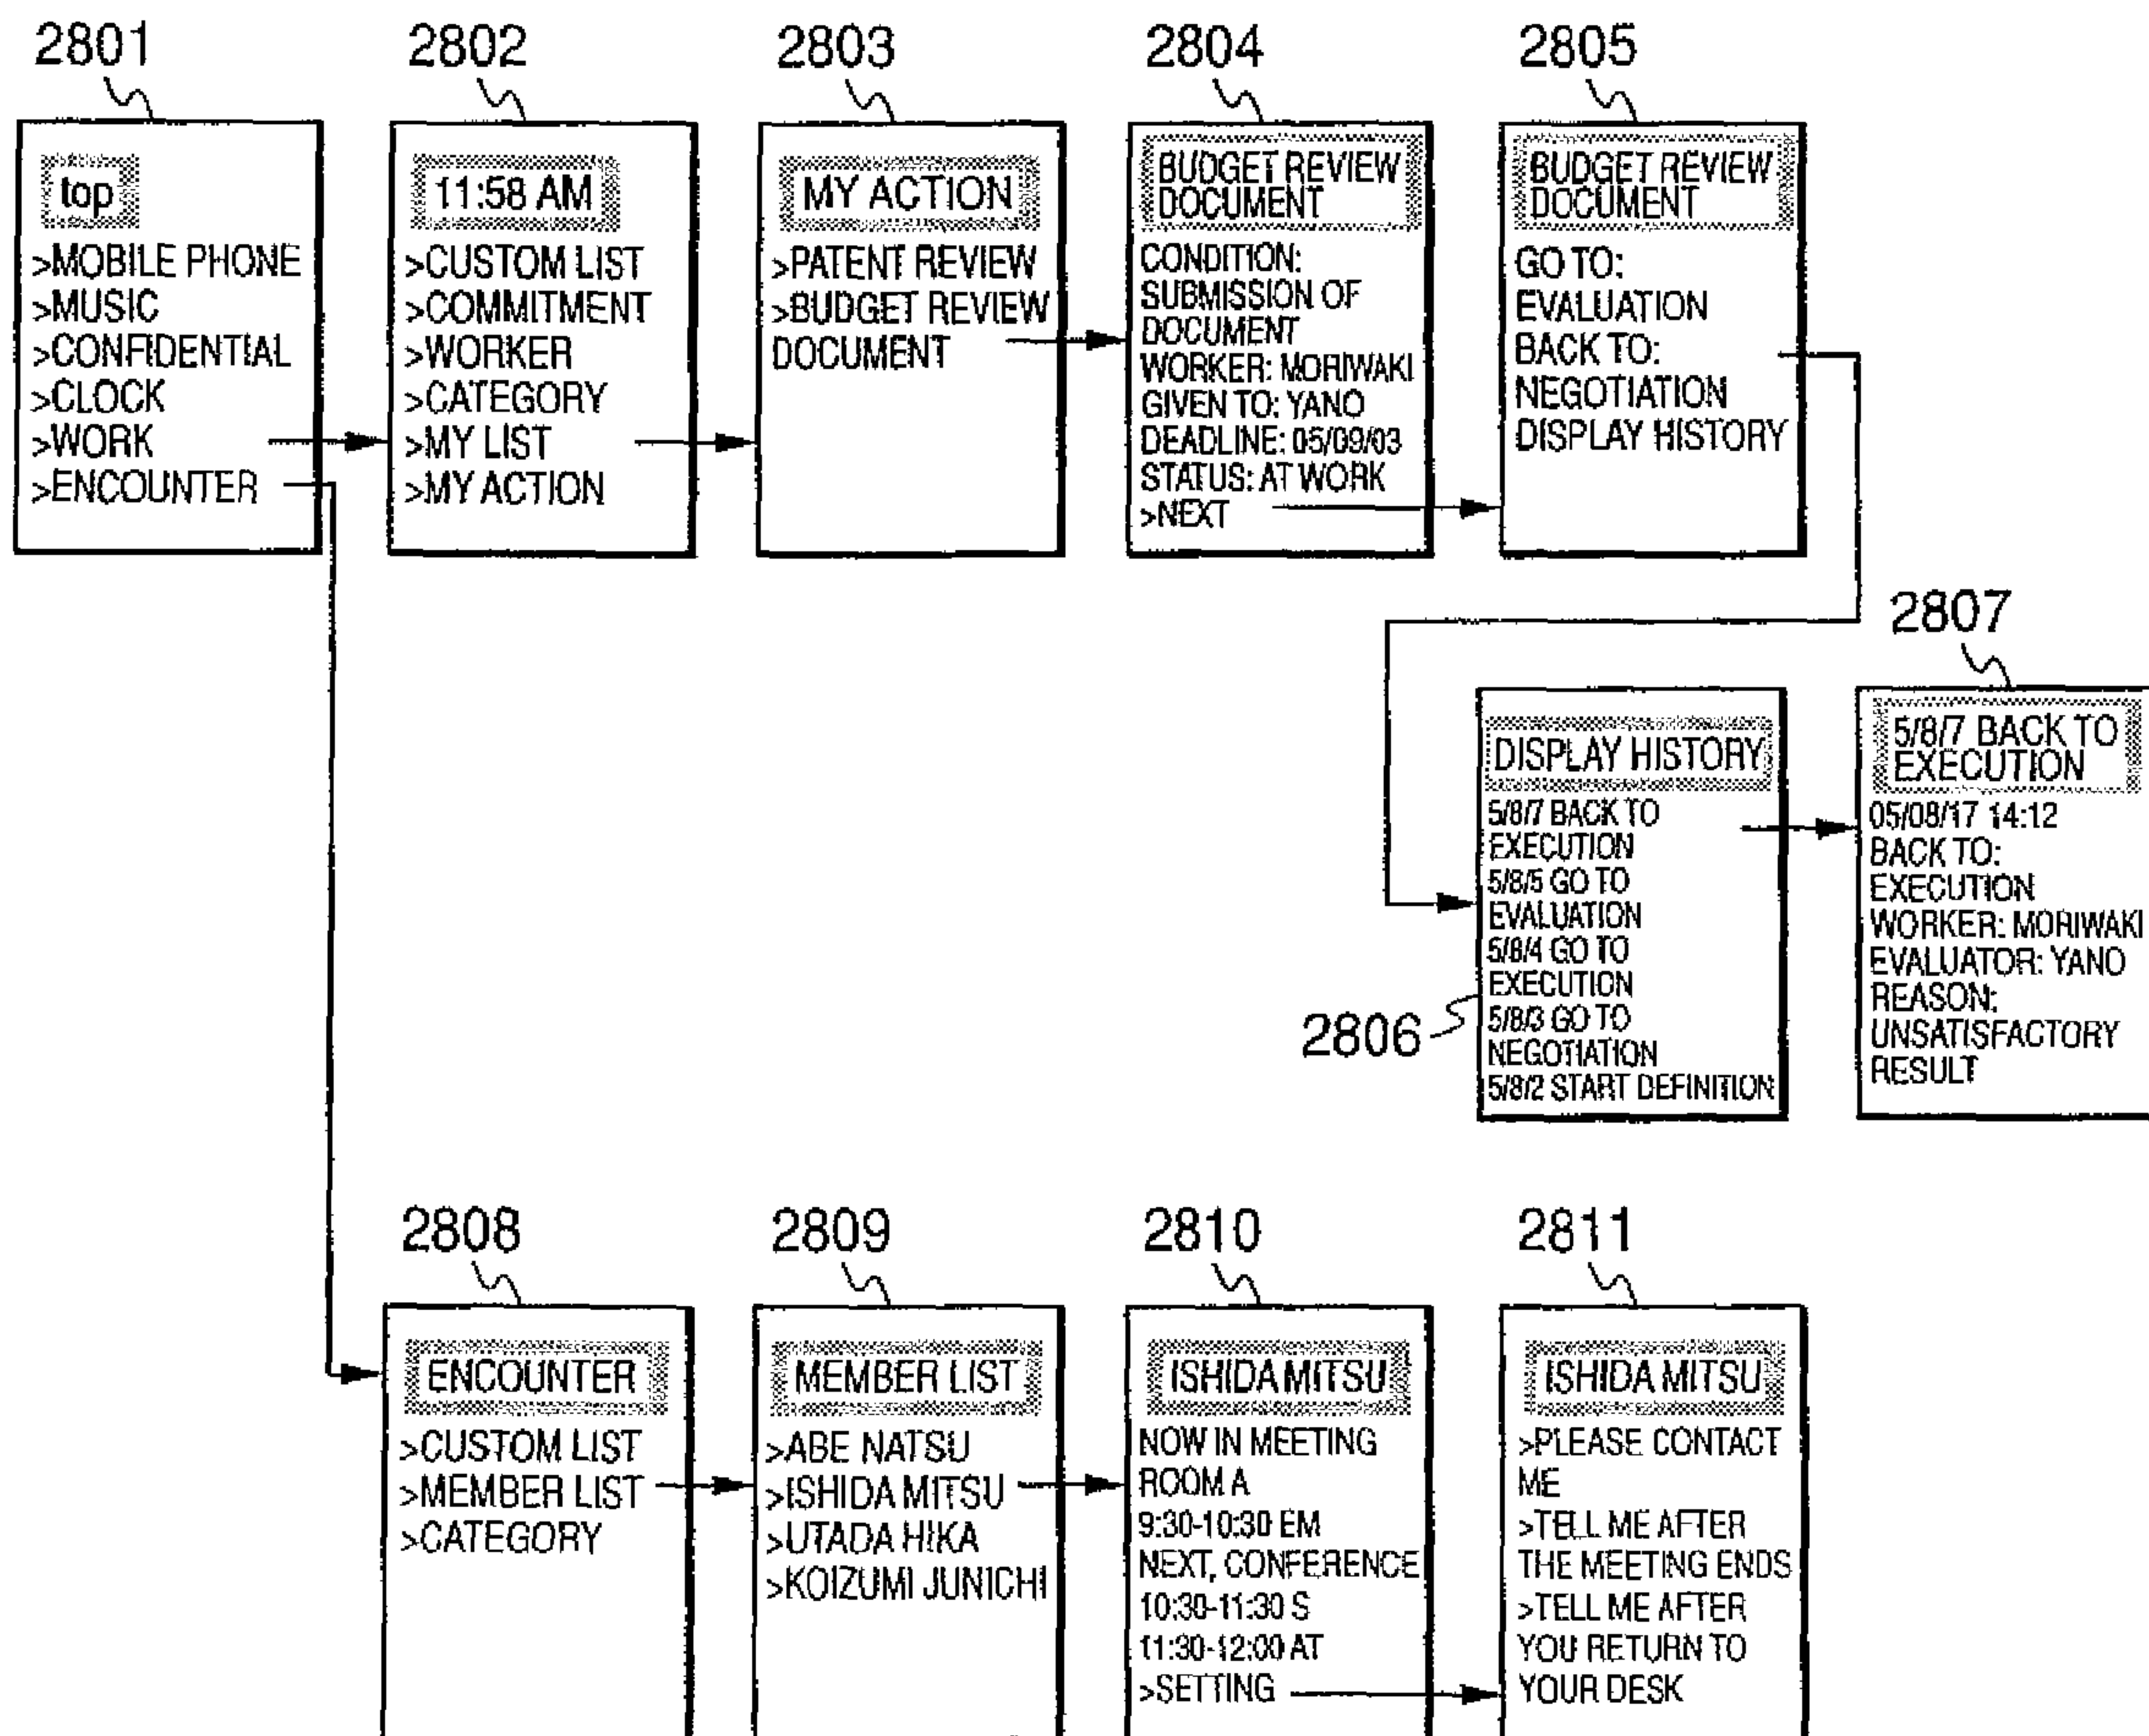 2801
top
>MOBILE PHONE
>MUSIC
>CONFIDENTIAL
>CLOCK
>WORK
>ENCOUNTER
2802
11:58 AM
>CUSTOM LIST
>COMMITMENT
>WORKER
>CATEGORY
>MY LIST
>MY ACTION
2803
MY ACTION
>PATENT REVIEW
>BUDGET REVIEW
DOCUMENT
2804
BUDGET REVIEW
DOCUMENT
CONDITION:
SUBMISSION OF
DOCUMENT
WORKER: MORIWAKI
GIVEN TO: YANO
DEADLINE: 05/09/03
STATUS: AT WORK
>NEXT
2805
BUDGET REVIEW
DOCUMENT
GO TO:
EVALUATION
BACK TO:
NEGOTIATION
DISPLAY HISTORY
2806
DISPLAY HISTORY
5/8/7 BACK TO
EXECUTION
5/8/5 GO TO
EVALUATION
5/8/4 GO TO
EXECUTION
5/8/3 GO TO
NEGOTIATION
5/8/2 START DEFINITION
2807
5/8/7 BACK TO
EXECUTION
05/08/17 14:12
BACK TO:
EXECUTION
WORKER: MORIWAKI
EVALUATOR: YANO
REASON:
UNSATISFACTORY
RESULT
2808
ENCOUNTER
>CUSTOM LIST
>MEMBER LIST
>CATEGORY
2809
MEMBER LIST
>ABE NATSU
>ISHIDA MITSU
>UTADA HIKA
>KOIZUMI JUNICHI
2810
ISHIDA MITSU
NOW IN MEETING
ROOM A
9:30-10:30 EM
NEXT, CONFERENCE
10:30-11:30 S
11:30-12:00 AT
>SETTING
2811
ISHIDA MITSU
>PLEASE CONTACT
ME
>TELL ME AFTER
THE MEETING ENDS
>TELL ME AFTER
YOU RETURN TO
YOUR DESK